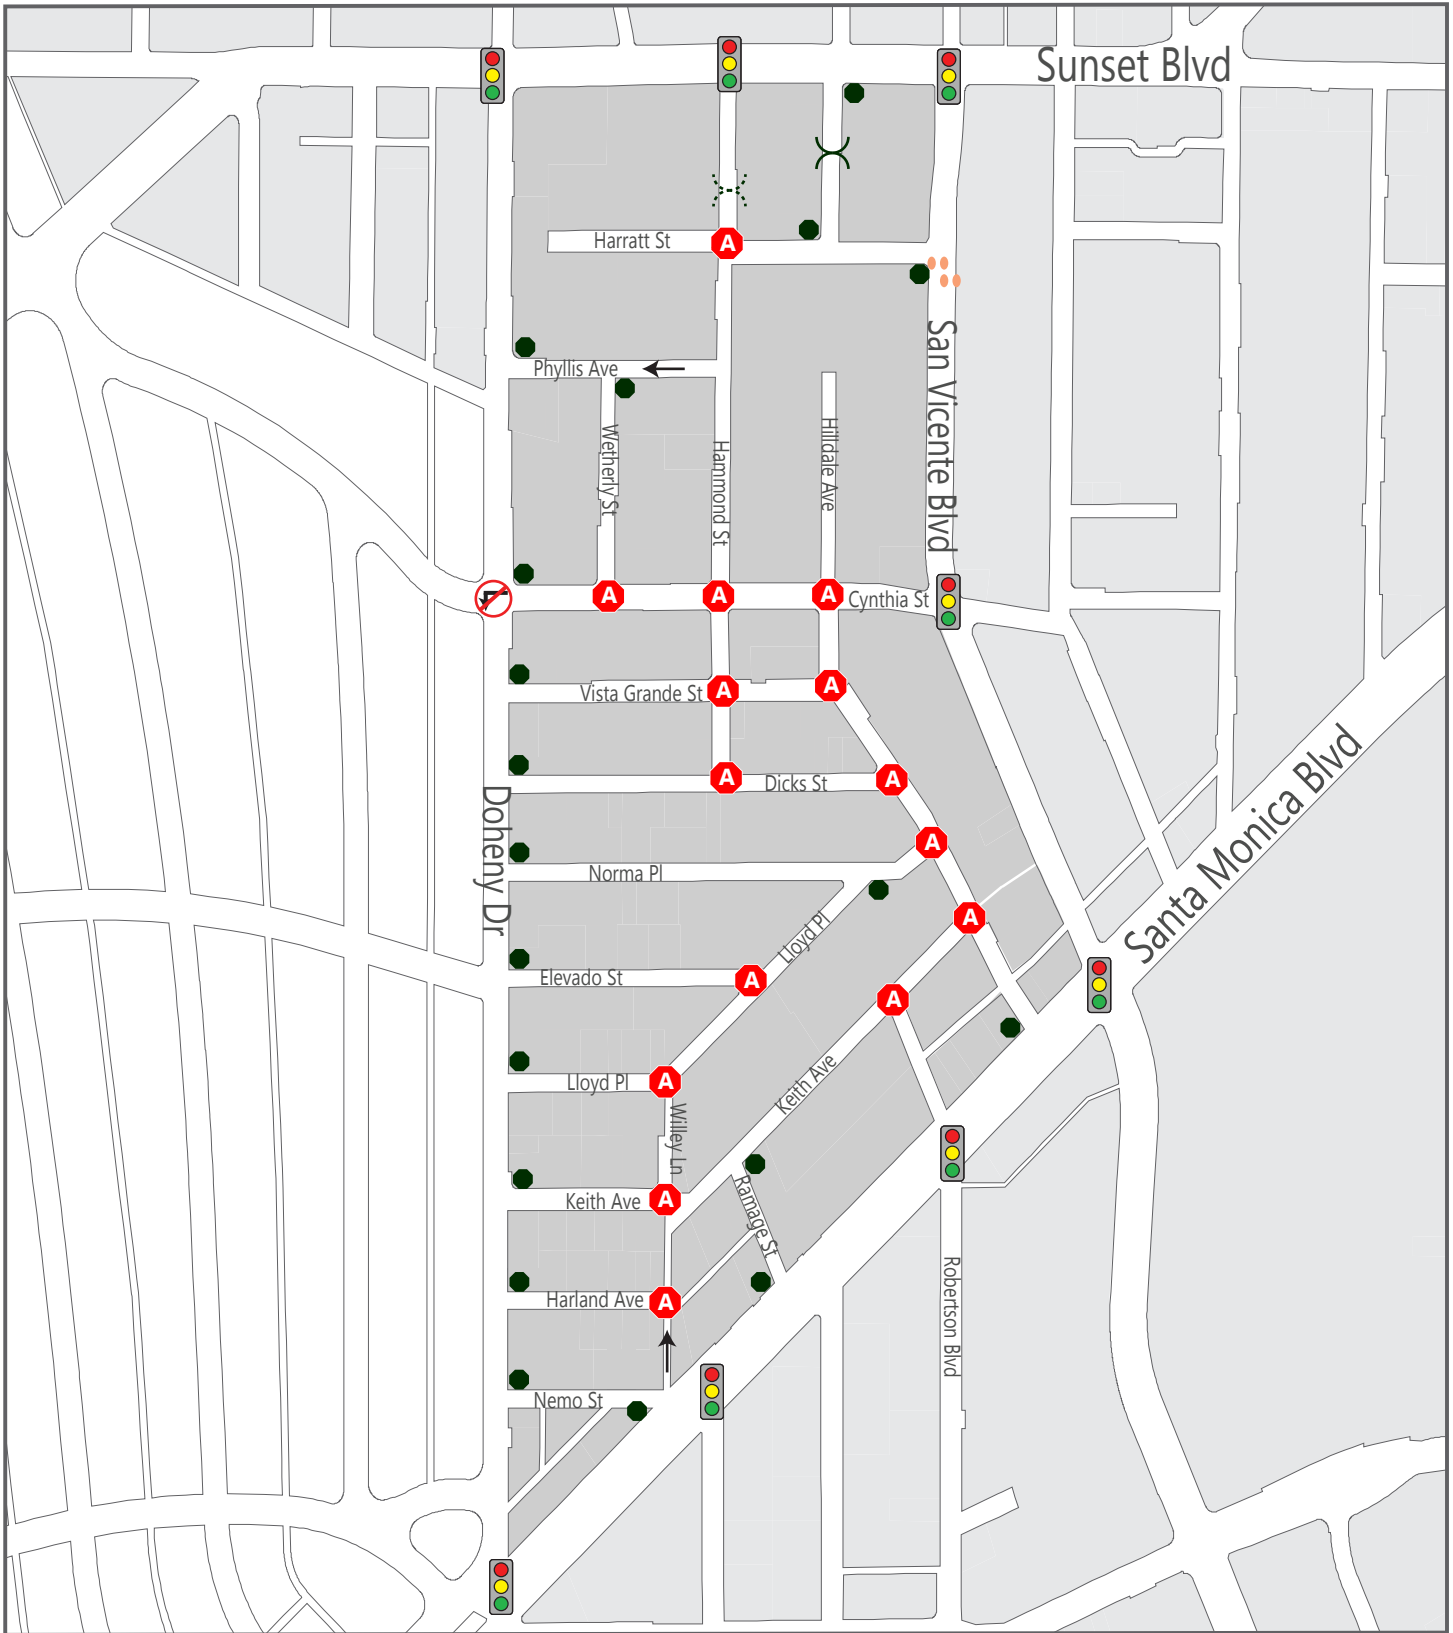 Sunset Blvd
Harratt St
A
Phyllis Ave
San Vicente Blvd
Wetherly St
Hammond St
Hilldale Ave
A
A
A
Cynthia St
Vista Grande St
A
A
A
Dicks St
A
Santa Monica Blvd
Doheny Dr
A
Norma Pl
Lloyd Pl
A
Elevado St
A
A
Lloyd Pl
A
Keith Ave
Willey Ln
Keith Ave
A
Ramage St
Harland Ave
A
Robertson Blvd
Nemo St